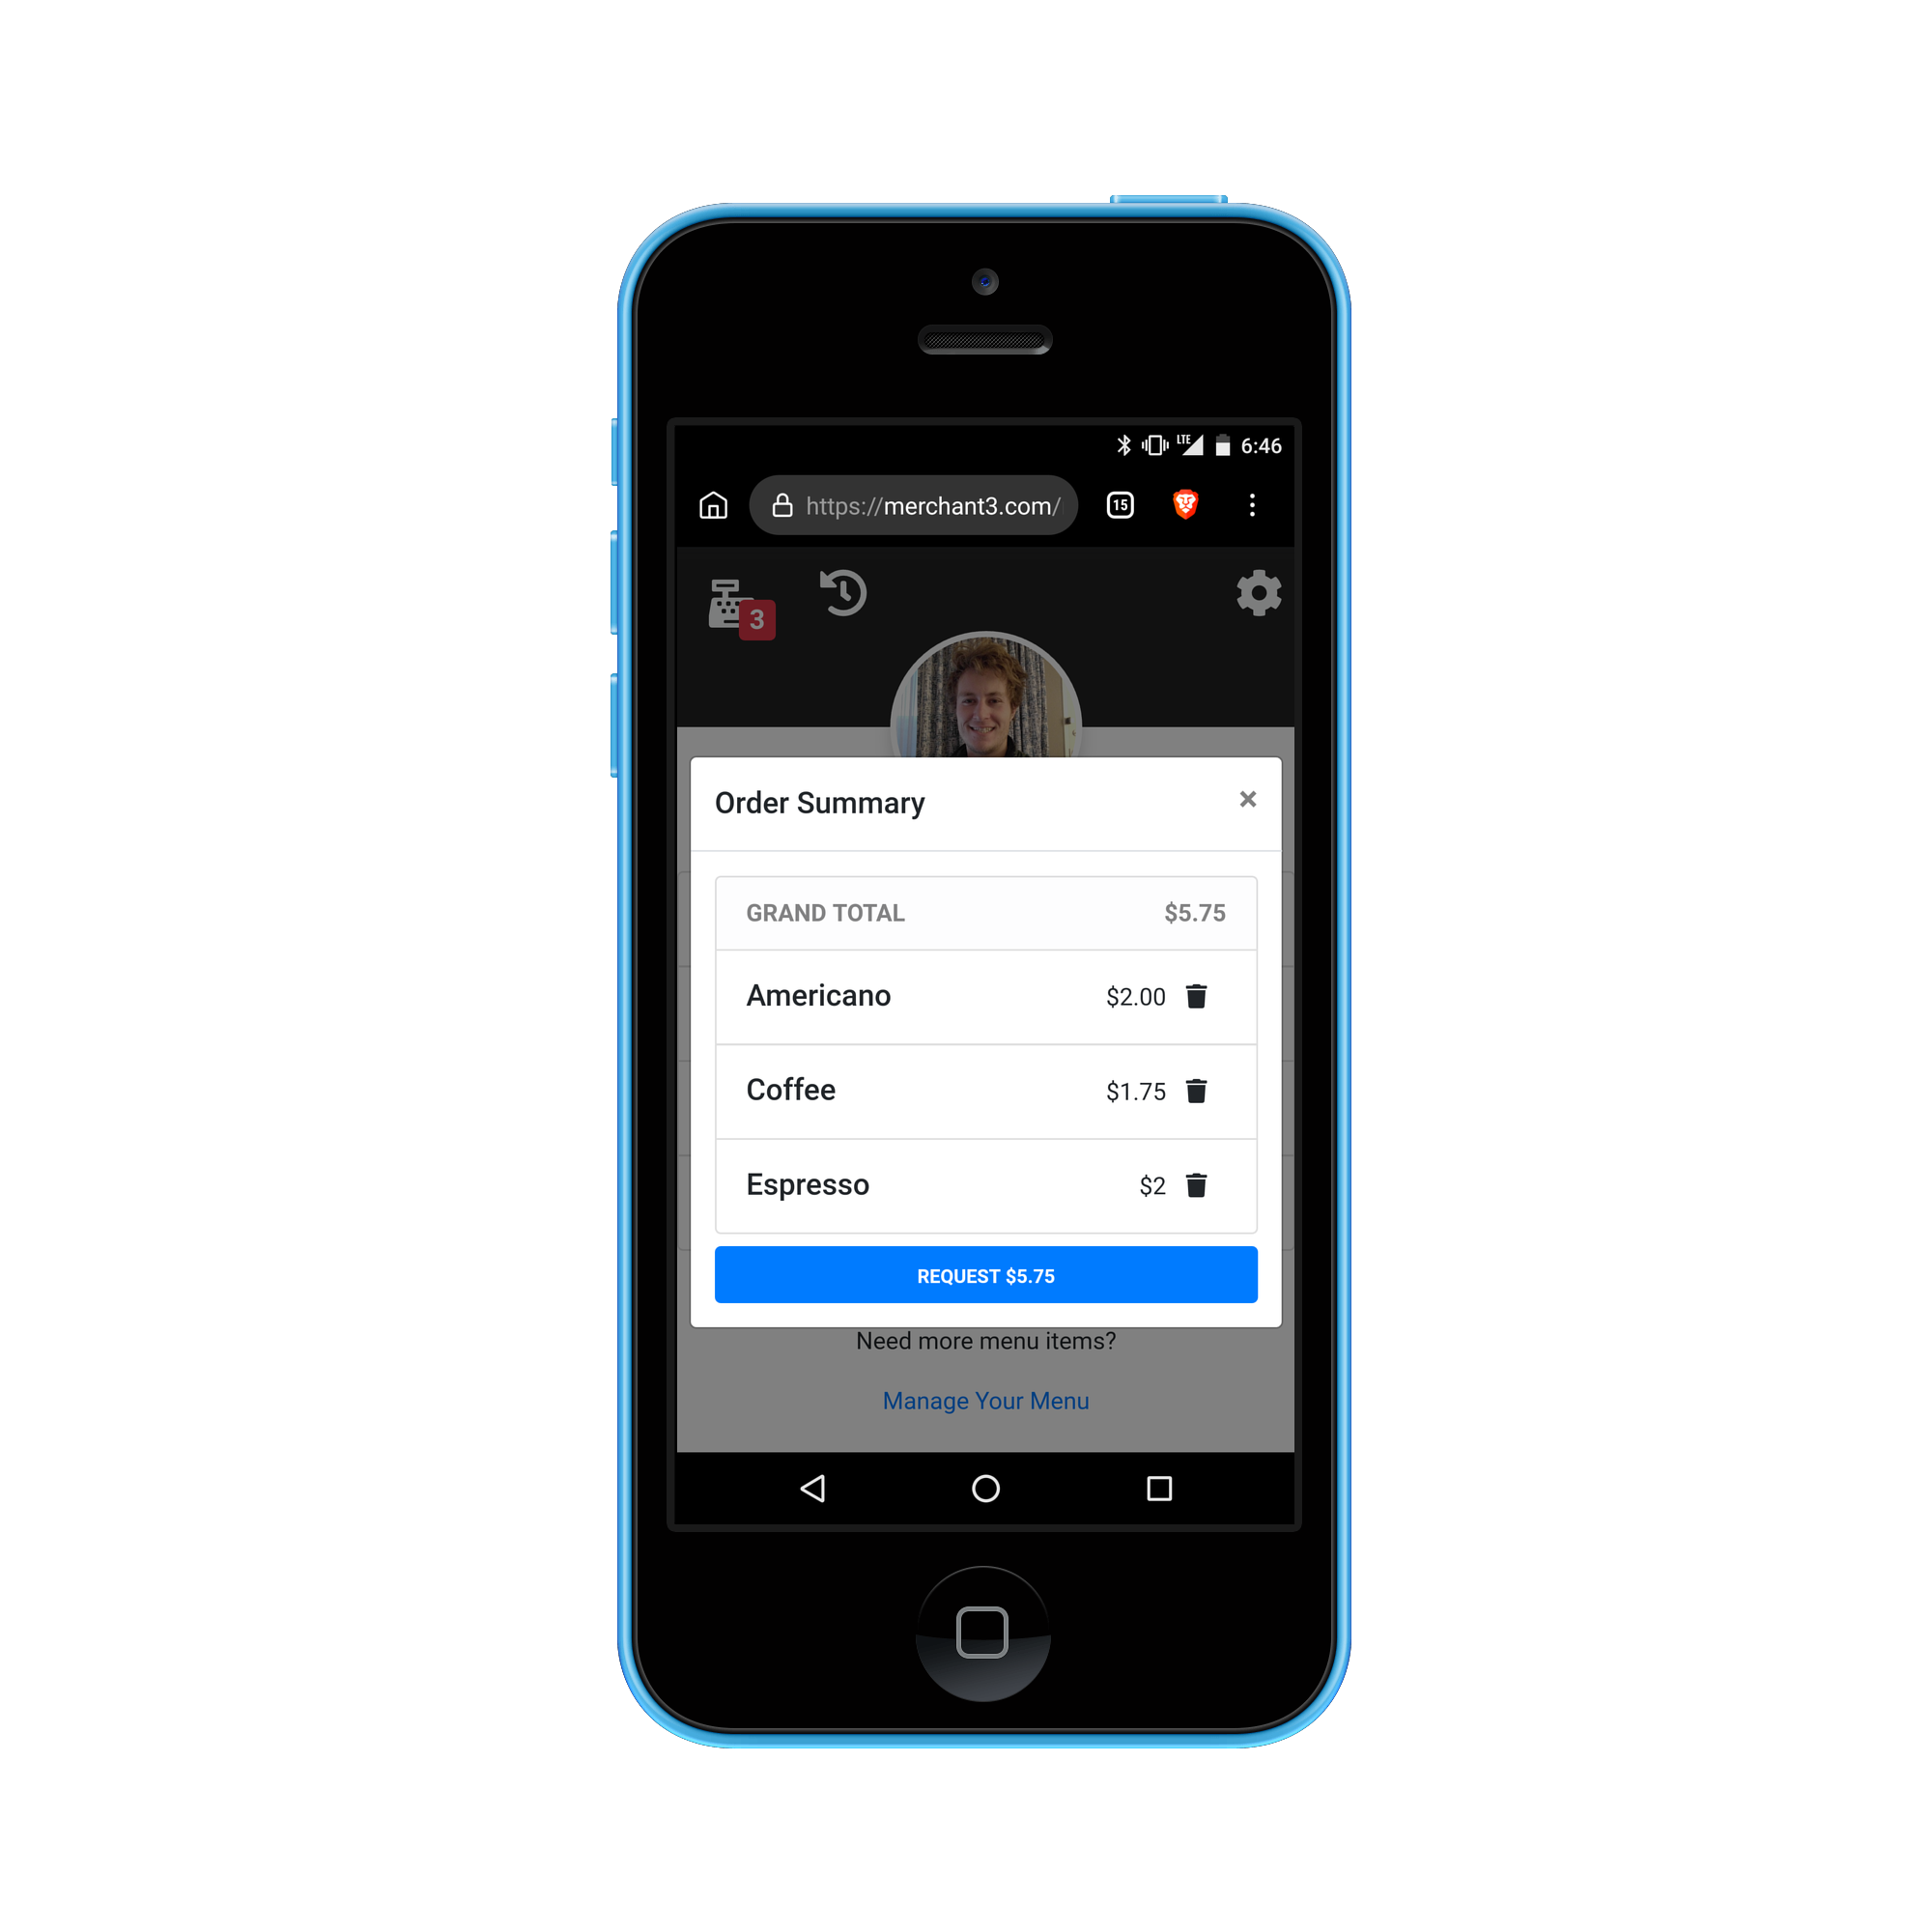 LTE 6:46
https://merchant3.com/ 15
3
Order Summary ×
GRAND TOTAL $5.75
Americano $2.00
Coffee $1.75
Espresso $2
REQUEST $5.75
Need more menu items?
Manage Your Menu